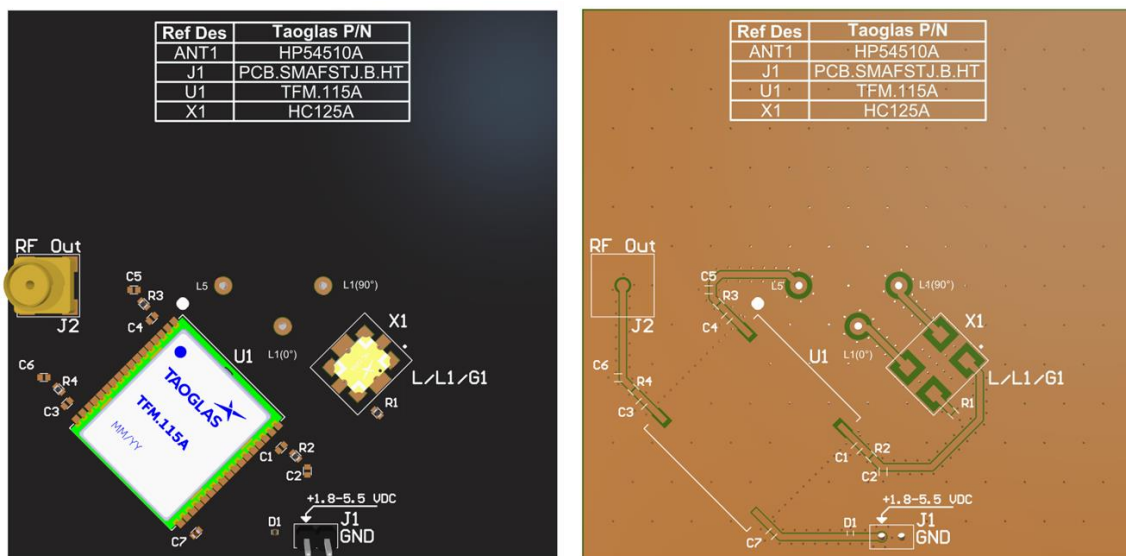 Ref Des Taoglas P/N
ANT1 HP54510A
J1 PCB.SMAFSTJ.B.HT
U1 TFM.115A
X1 HC125A
RF Out
J2
C5
R3
C4
L5
L1(90°)
L1(0°)
X1
U1
L/L1/G1
C6
R4
C3
R1
TAOGLAS
TFM.115A
MM/YY
C1
R2
C2
+1.8-5.5 VDC
D1
J1
GND
C7
Ref Des Taoglas P/N
ANT1 HP54510A
J1 PCB.SMAFSTJ.B.HT
U1 TFM.115A
X1 HC125A
RF Out
J2
C5
R3
C4
L5
L1(90°)
L1(0°)
X1
U1
L/L1/G1
C6
R4
C3
R1
C1
R2
C2
+1.8-5.5 VDC
D1
J1
GND
C7